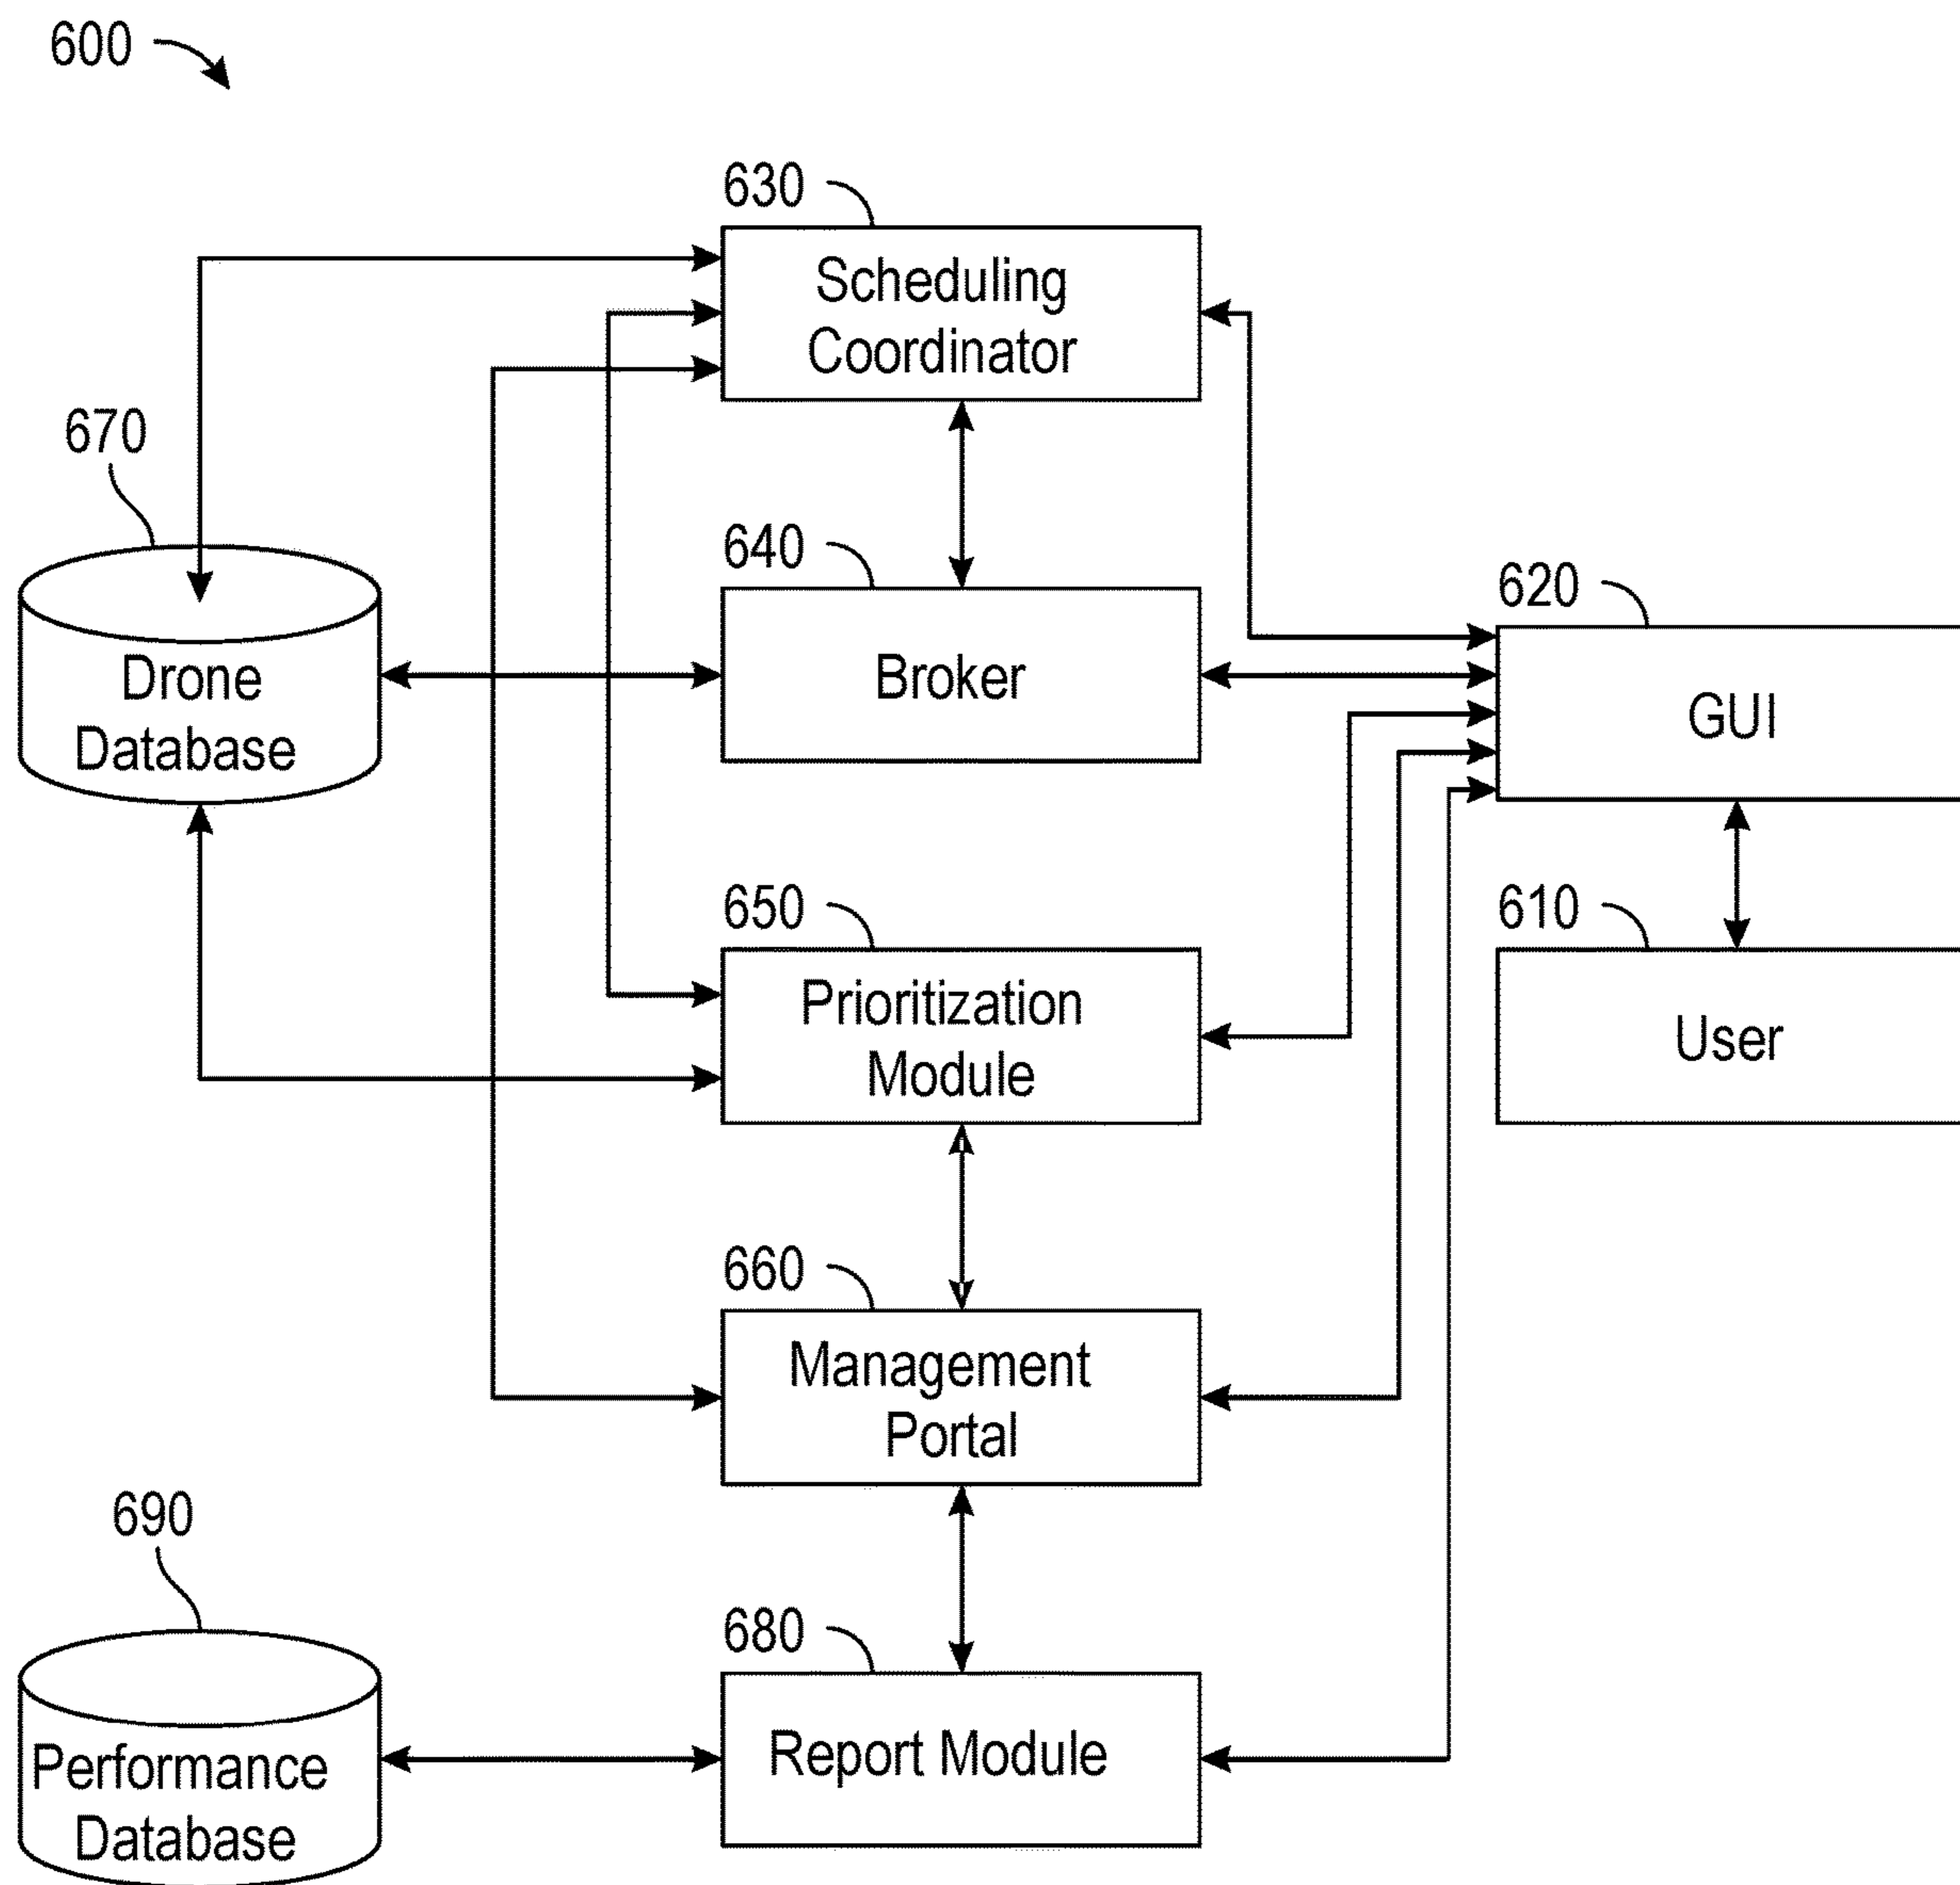 600
630
Scheduling
Coordinator
670
640
620
Drone
Database
Broker
GUI
650
610
Prioritization
Module
User
660
Management
Portal
690
680
Performance
Database
Report Module